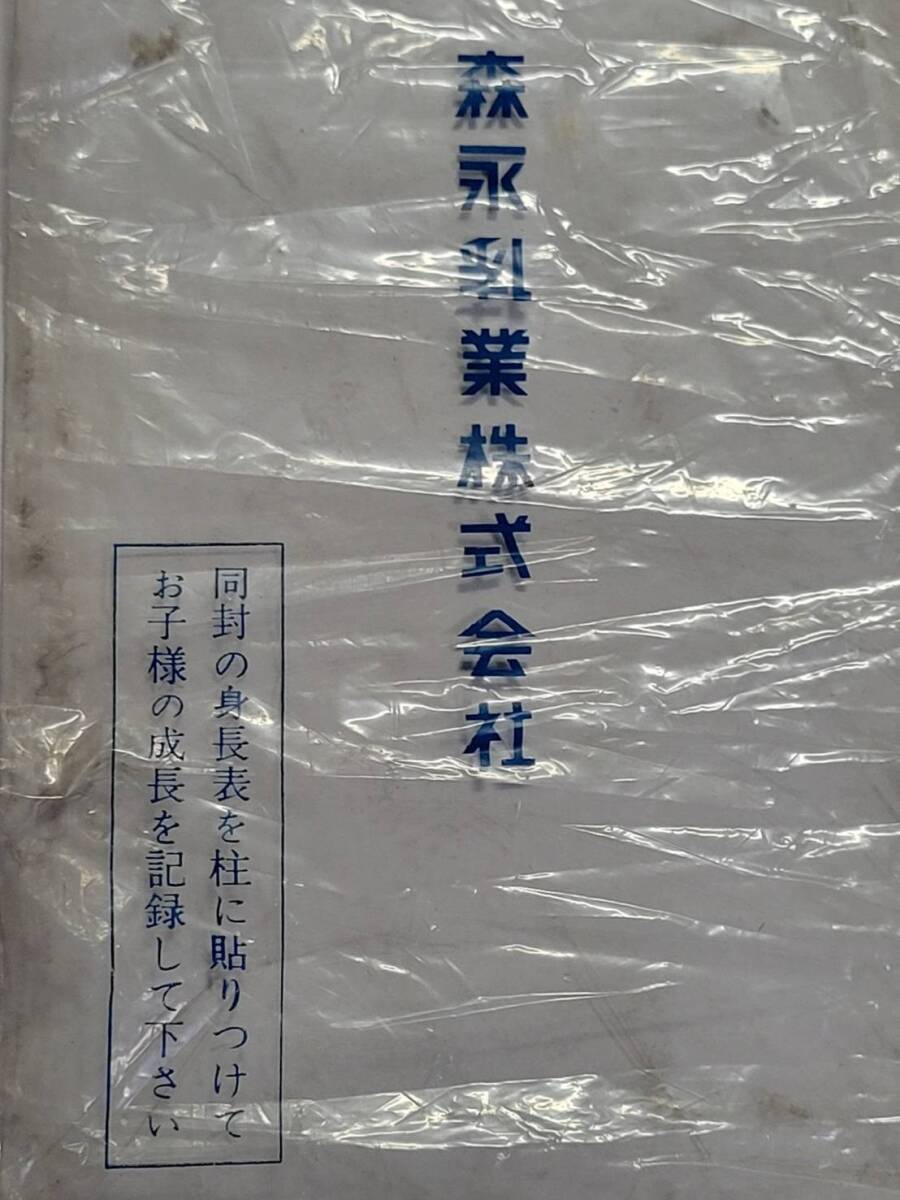 森永乳業株式会社
同封の身長表を柱に貼りつけて
お子様の成長を記録して下さい